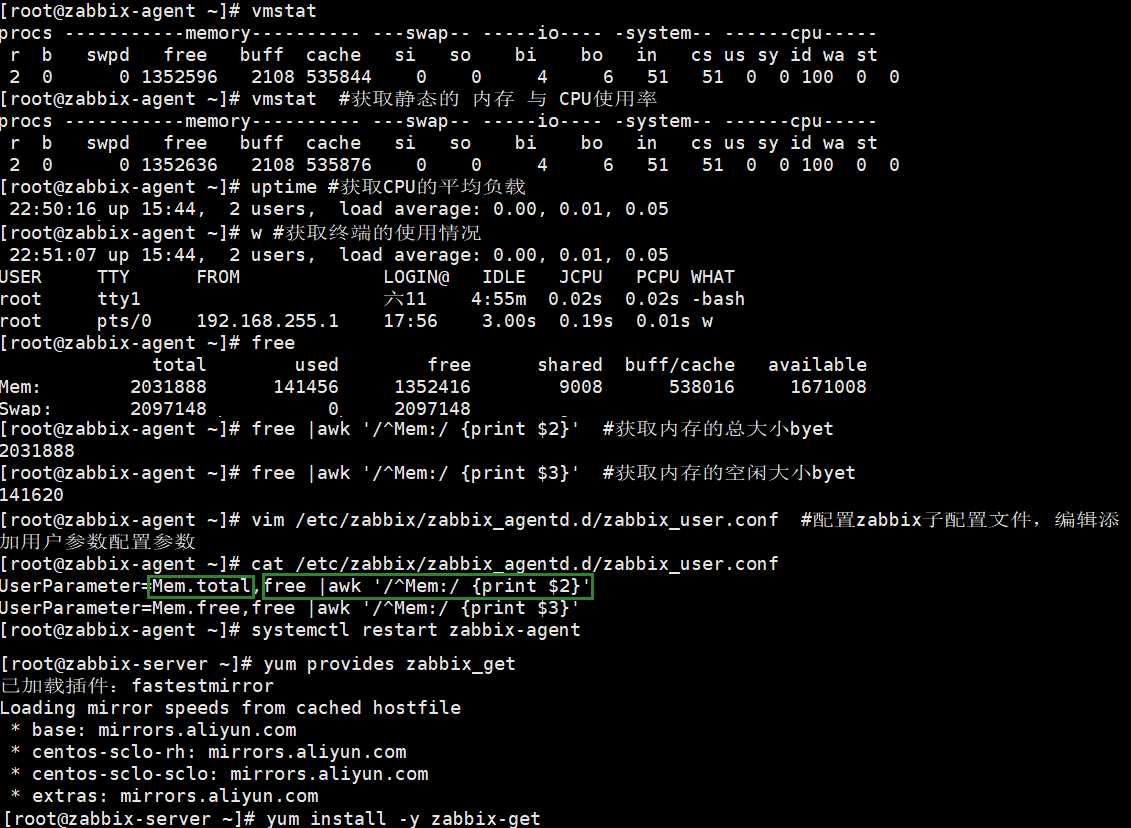 [root@zabbix-agent ~]# vmstat
procs -----------memory---------- ---swap-- -----io---- -system-- ------cpu-----
 r  b   swpd   free   buff  cache   si   so    bi    bo   in   cs us sy id wa st
 2  0      0 1352596   2108 535844    0    0     4     6   51   51  0  0 100  0  0
[root@zabbix-agent ~]# vmstat  #获取静态的 内存 与 CPU使用率
procs -----------memory---------- ---swap-- -----io---- -system-- ------cpu-----
 r  b   swpd   free   buff  cache   si   so    bi    bo   in   cs us sy id wa st
 2  0      0 1352636   2108 535876    0    0     4     6   51   51  0  0 100  0  0
[root@zabbix-agent ~]# uptime #获取CPU的平均负载
 22:50:16 up 15:44,  2 users,  load average: 0.00, 0.01, 0.05
[root@zabbix-agent ~]# w #获取终端的使用情况
 22:51:07 up 15:44,  2 users,  load average: 0.00, 0.01, 0.05
USER     TTY      FROM             LOGIN@   IDLE   JCPU   PCPU WHAT
root     tty1                      六11    4:55m  0.02s  0.02s -bash
root     pts/0    192.168.255.1    17:56    3.00s  0.19s  0.01s w
[root@zabbix-agent ~]# free
              total        used        free      shared  buff/cache   available
Mem:        2031888      141456     1352416        9008      538016     1671008
Swap:       2097148           0     2097148
[root@zabbix-agent ~]# free |awk '/^Mem:/ {print $2}'  #获取内存的总大小byet
2031888
[root@zabbix-agent ~]# free |awk '/^Mem:/ {print $3}'  #获取内存的空闲大小byet
141620
[root@zabbix-agent ~]# vim /etc/zabbix/zabbix_agentd.d/zabbix_user.conf  #配置zabbix子配置文件，编辑添
加用户参数配置参数
[root@zabbix-agent ~]# cat /etc/zabbix/zabbix_agentd.d/zabbix_user.conf
UserParameter=Mem.total,free |awk '/^Mem:/ {print $2}'
UserParameter=Mem.free,free |awk '/^Mem:/ {print $3}'
[root@zabbix-agent ~]# systemctl restart zabbix-agent
[root@zabbix-server ~]# yum provides zabbix_get
已加载插件：fastestmirror
Loading mirror speeds from cached hostfile
 * base: mirrors.aliyun.com
 * centos-sclo-rh: mirrors.aliyun.com
 * centos-sclo-sclo: mirrors.aliyun.com
 * extras: mirrors.aliyun.com
[root@zabbix-server ~]# yum install -y zabbix-get